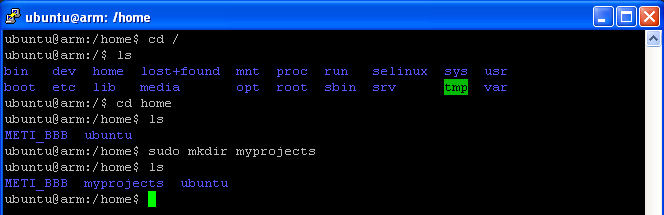 ubuntu@arm: /home
ubuntu@arm:/home$ cd /
ubuntu@arm:/$ ls
bin dev home lost+found mnt proc run selinux sys usr
boot etc lib media opt root sbin srv tmp var
ubuntu@arm:/$ cd home
ubuntu@arm:/home$ ls
METI_BBB ubuntu
ubuntu@arm:/home$ sudo mkdir myprojects
ubuntu@arm:/home$ ls
METI_BBB myprojects ubuntu
ubuntu@arm:/home$